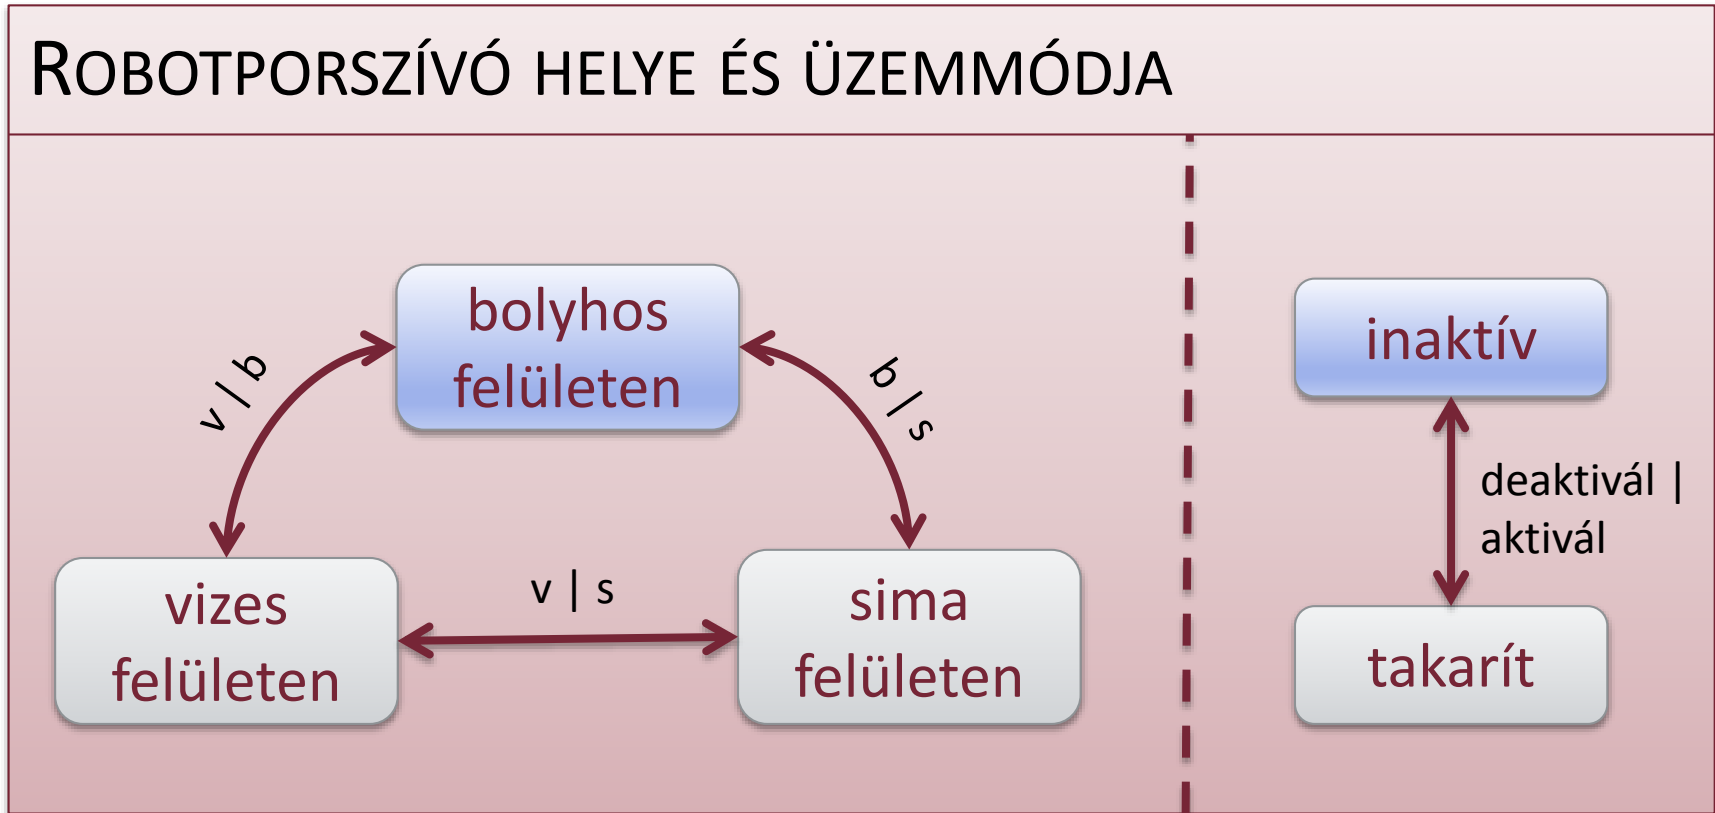 ROBOTPORSZÍVÓ HELYE ÉS ÜZEMMÓDJA
bolyhos
felületen
v | b
b | s
vizes
felületen
v | s
sima
felületen
inaktív
deaktivál |
aktivál
takarít